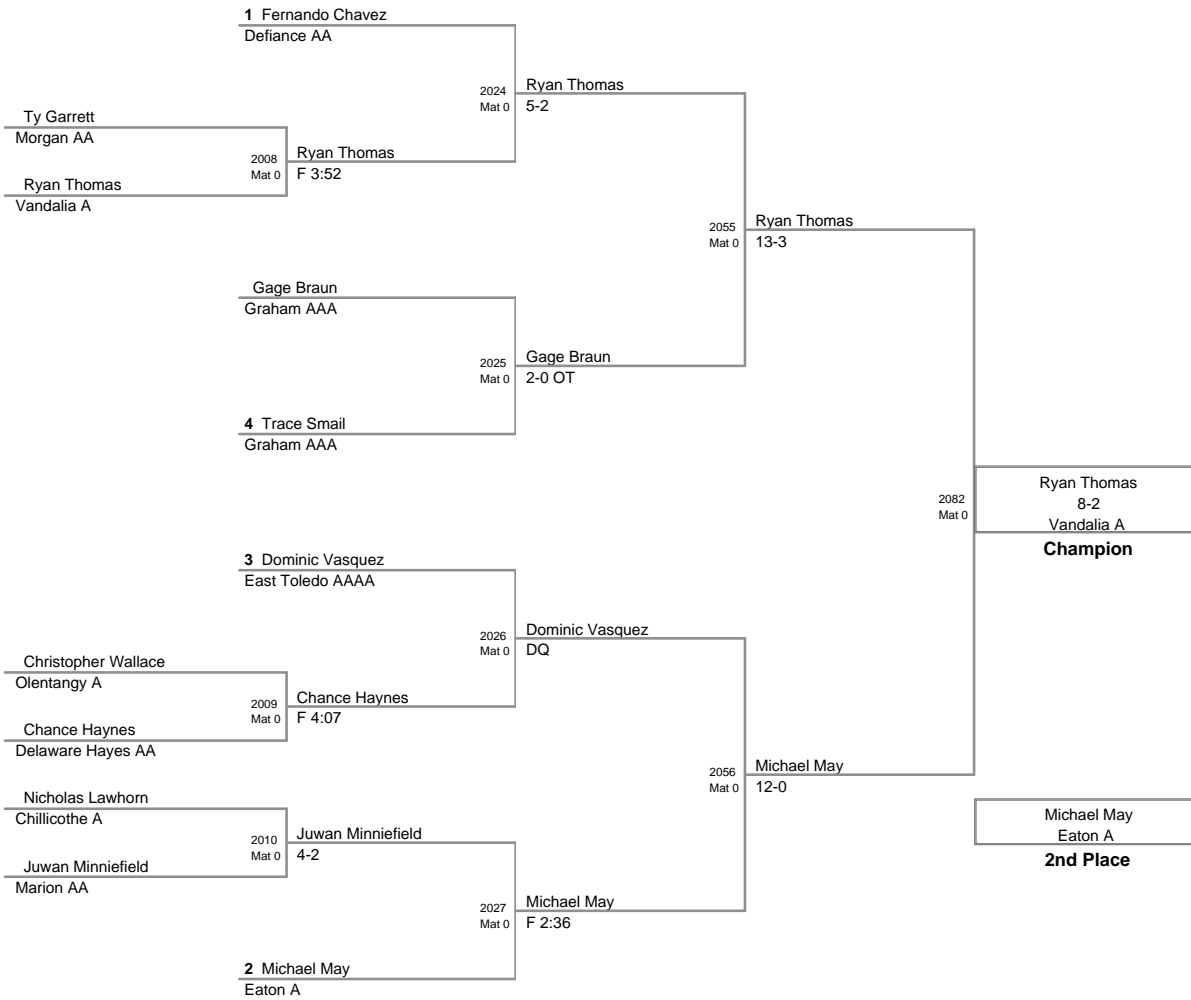 1 Fernando Chavez
Defiance AA
Ty Garrett
Morgan AA
2008
Mat 0
Ryan Thomas
F 3:52
Ryan Thomas
Vandalia A
2024
Mat 0
Ryan Thomas
5-2
Gage Braun
Graham AAA
2025
Mat 0
Gage Braun
2-0 OT
4 Trace Smail
Graham AAA
2055
Mat 0
Ryan Thomas
13-3
3 Dominic Vasquez
East Toledo AAAA
2026
Mat 0
Dominic Vasquez
DQ
Christopher Wallace
Olentangy A
2009
Mat 0
Chance Haynes
F 4:07
Chance Haynes
Delaware Hayes AA
Nicholas Lawhorn
Chillicothe A
2010
Mat 0
Juwan Minniefield
4-2
Juwan Minniefield
Marion AA
2027
Mat 0
Michael May
F 2:36
2 Michael May
Eaton A
2056
Mat 0
Michael May
12-0
2082
Mat 0
Ryan Thomas
8-2
Vandalia A
Champion
Michael May
Eaton A
2nd Place